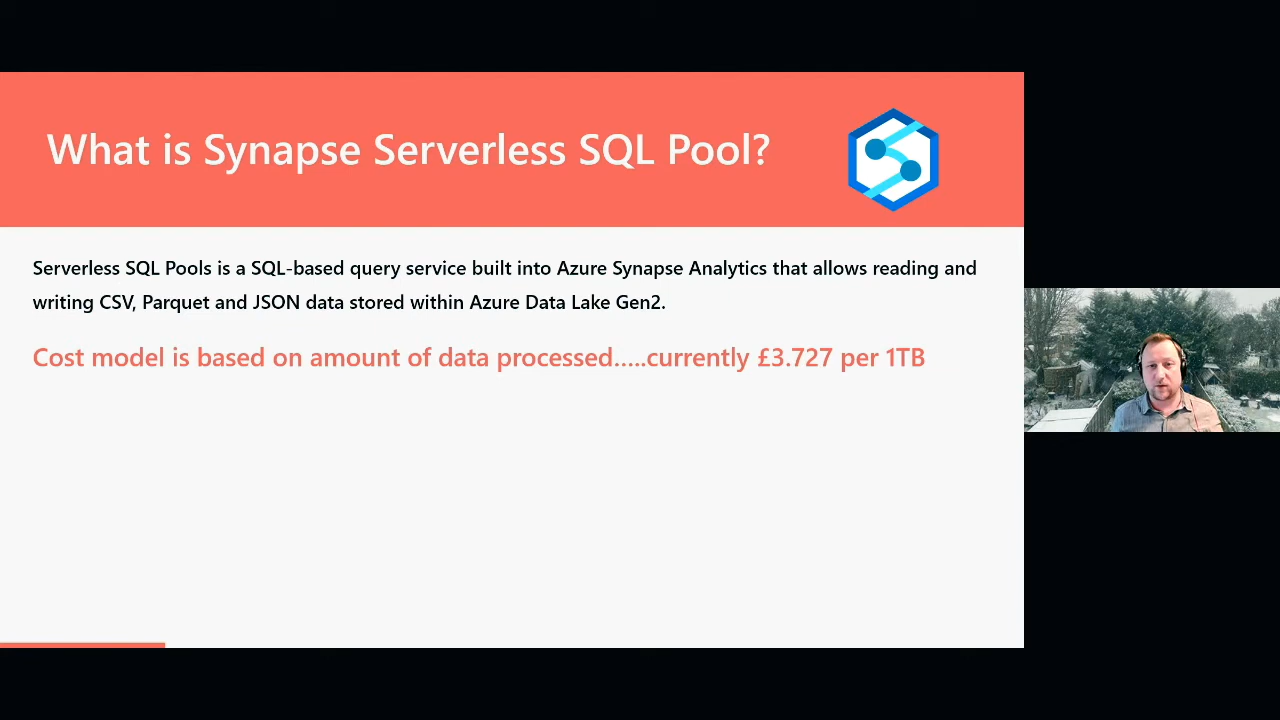 What is Synapse Serverless SQL Pool?
Serverless SQL Pools is a SQL-based query service built into Azure Synapse Analytics that allows reading and
writing CSV, Parquet and JSON data stored within Azure Data Lake Gen2.
Cost model is based on amount of data processed.....currently £3.727 per 1TB